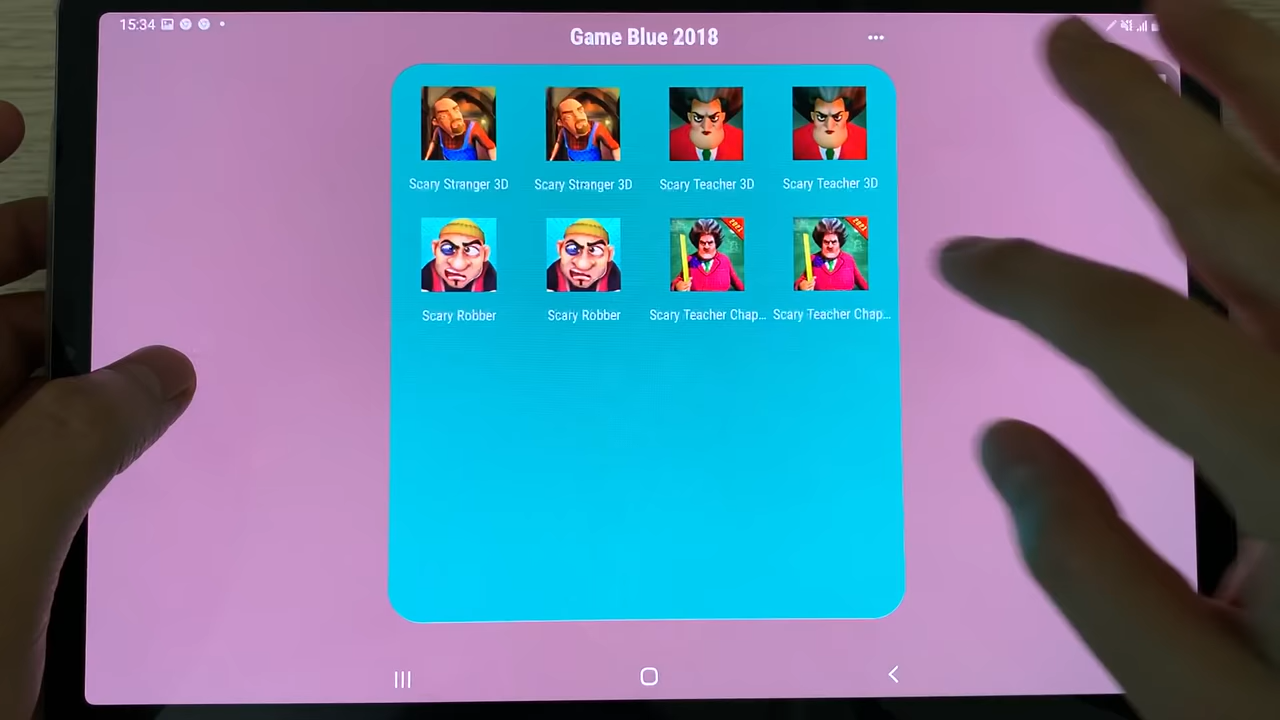 15:34
Game Blue 2018
Scary Stranger 3D Scary Stranger 3D Scary Teacher 3D Scary Teacher 3D
Scary Robber Scary Robber Scary Teacher Chap... Scary Teacher Chap...